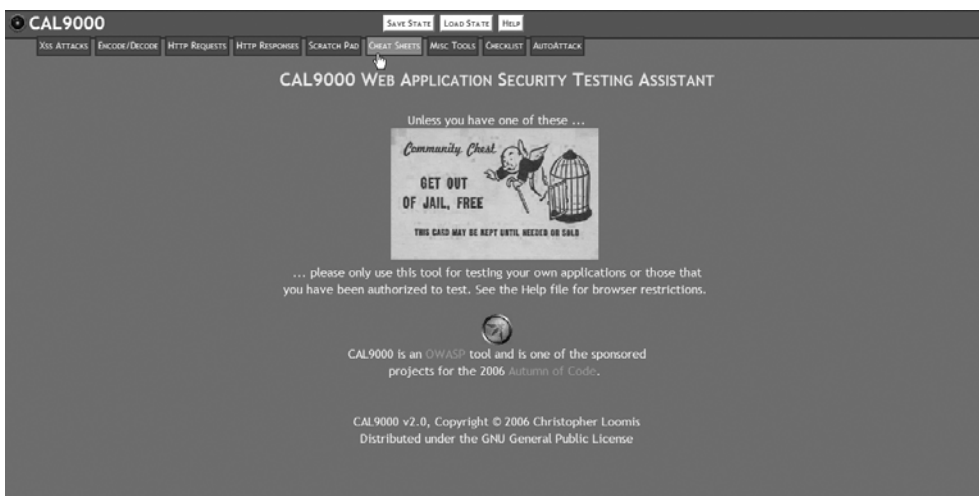 CAL9000
SAVE STATE LOAD STATE HELP
XSS ATTACKS ENCODE/DECODE HTTP REQUESTS HTTP RESPONSES SCRATCH PAD CHEAT SHEETS MISC TOOLS CHECKLIST AUTOATTACK
CAL9000 WEB APPLICATION SECURITY TESTING ASSISTANT
Unless you have one of these ...
Community Chest
GET OUT
OF JAIL, FREE
THIS CARD MAY BE KEPT UNTIL NEEDED OR SOLD
... please only use this tool for testing your own applications or those that
you have been authorized to test. See the Help file for browser restrictions.
CAL9000 is an OWASP tool and is one of the sponsored
projects for the 2006 Autumn of Code.
CAL9000 v2.0, Copyright © 2006 Christopher Loomis
Distributed under the GNU General Public License